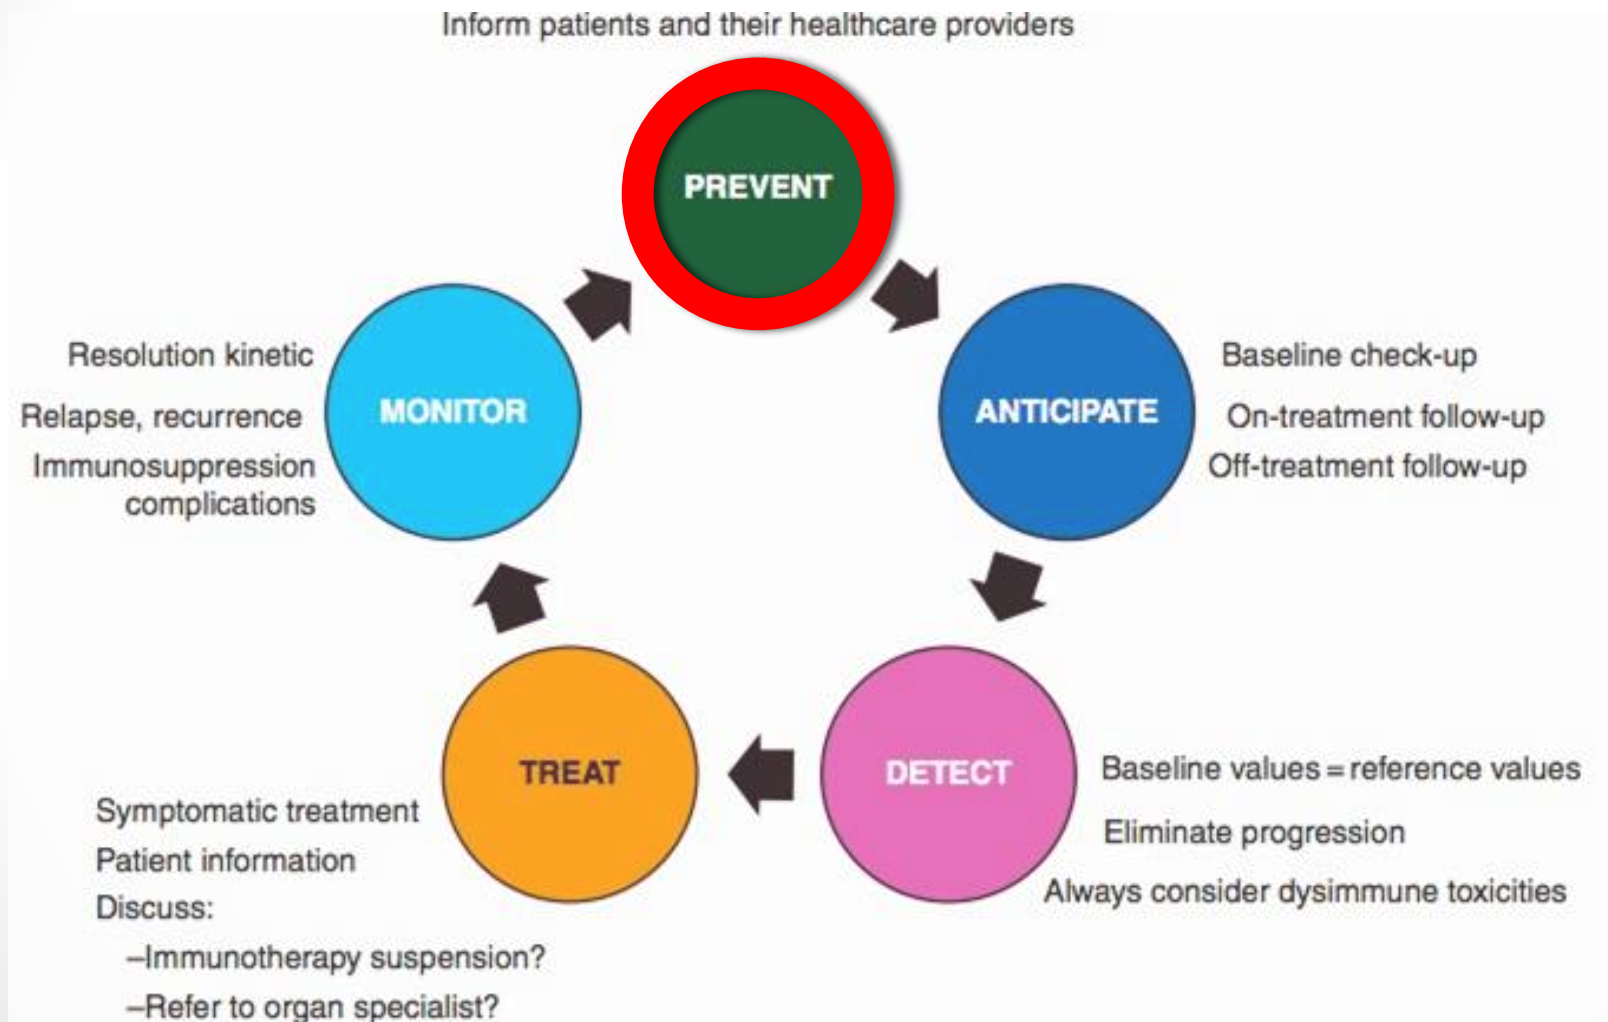 Inform patients and their healthcare providers
PREVENT
ANTICIPATE
Baseline check-up
On-treatment follow-up
Off-treatment follow-up
DETECT
Baseline values = reference values
Eliminate progression
Always consider dysimmune toxicities
TREAT
Symptomatic treatment
Patient information
Discuss:
–Immunotherapy suspension?
–Refer to organ specialist?
MONITOR
Resolution kinetic
Relapse, recurrence
Immunosuppression
complications